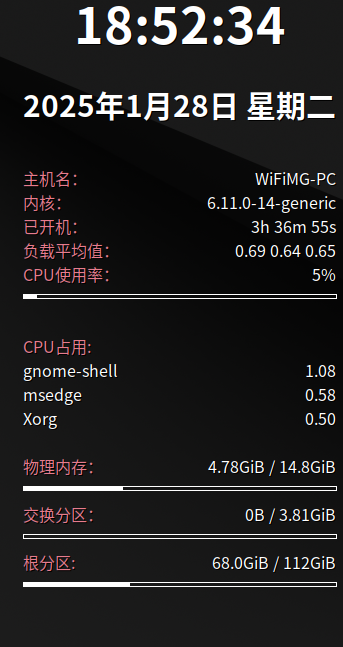 18:52:34
2025年1月28日 星期二
主机名： WiFiMG-PC
内核： 6.11.0-14-generic
已开机： 3h 36m 55s
负载平均值： 0.69 0.64 0.65
CPU使用率： 5%
CPU占用:
gnome-shell 1.08
msedge 0.58
Xorg 0.50
物理内存： 4.78GiB / 14.8GiB
交换分区： 0B / 3.81GiB
根分区: 68.0GiB / 112GiB